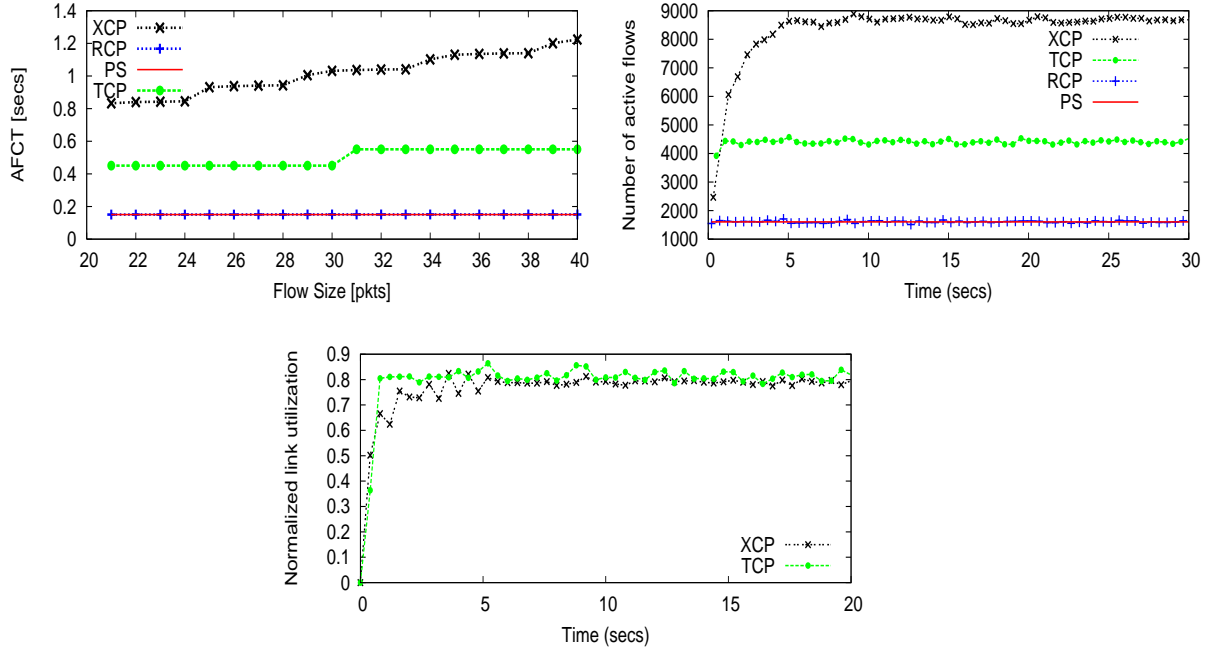 AFCT [secs]
XCP
RCP
PS
TCP
1.4
1.2
1
0.8
0.6
0.4
0.2
0
20 22 24 26 28 30 32 34 36 38 40
Flow Size [pkts]
Number of active flows
9000
8000
7000
6000
5000
4000
3000
2000
1000
XCP
TCP
RCP
PS
0 5 10 15 20 25 30
Time (secs)
Normalized link utilization
0.9
0.8
0.7
0.6
0.5
0.4
0.3
0.2
0.1
0
XCP
TCP
0 5 10 15 20
Time (secs)